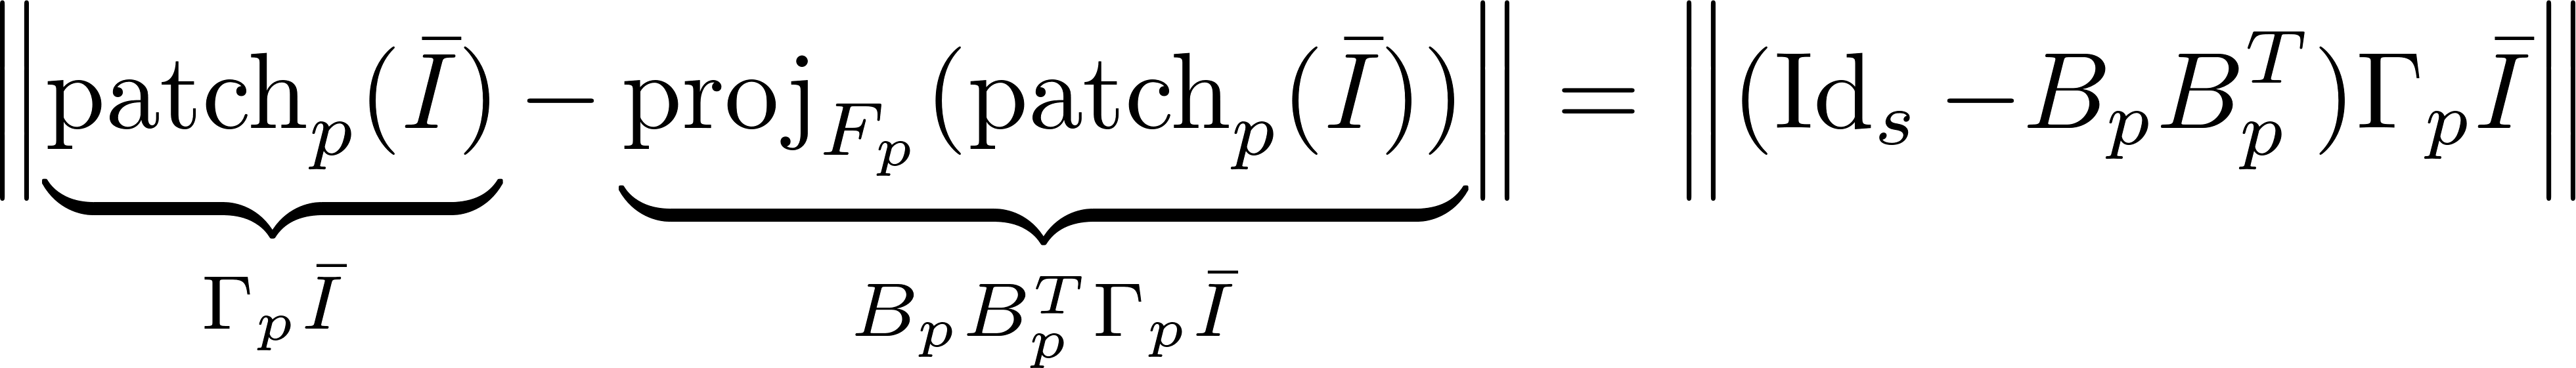 ‖patch_p(Ī) − proj_{F_p}(patch_p(Ī))‖ = ‖(Id_s − B_p B_p^T)Γ_p Ī‖
Γ_p Ī B_p B_p^T Γ_p Ī